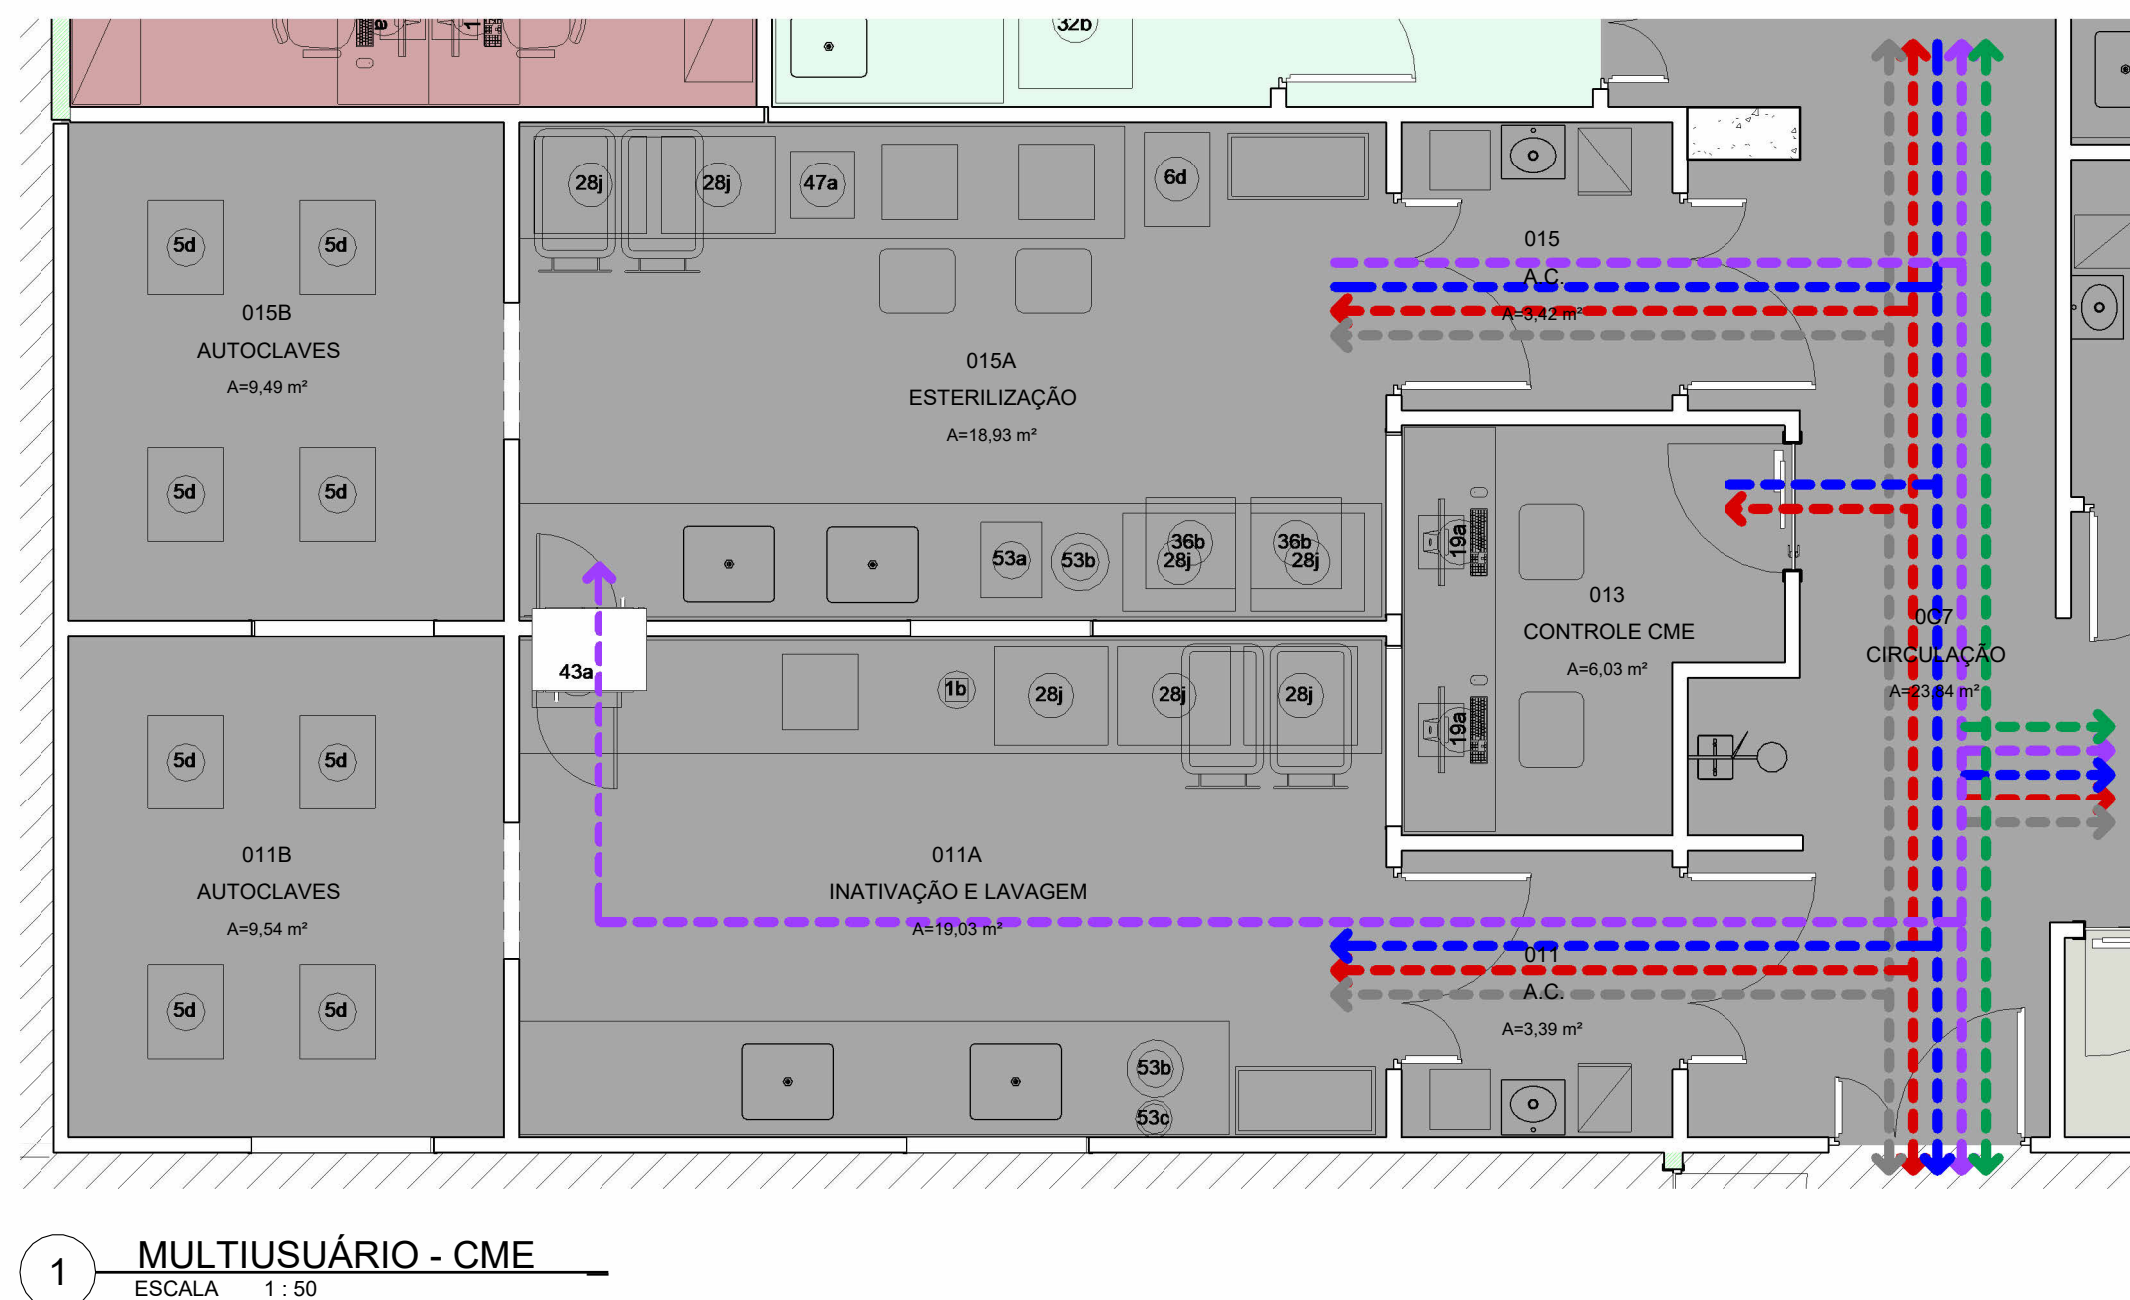 32b
28j
28j
47a
6d
5d
5d
015
A.C.
A=3,42 m²
015B
AUTOCLAVES
A=9,49 m²
015A
ESTERILIZAÇÃO
A=18,93 m²
5d
5d
53a
53b
36b
28j
36b
28j
19a
013
CONTROLE CME
A=6,03 m²
0C7
CIRCULAÇÃO
A=23,84 m²
43a
1b
28j
28j
28j
19a
5d
5d
011B
AUTOCLAVES
A=9,54 m²
011A
INATIVAÇÃO E LAVAGEM
A=19,03 m²
011
A.C.
A=3,39 m²
5d
5d
53b
53c
1
MULTIUSUÁRIO - CME
ESCALA 1 : 50